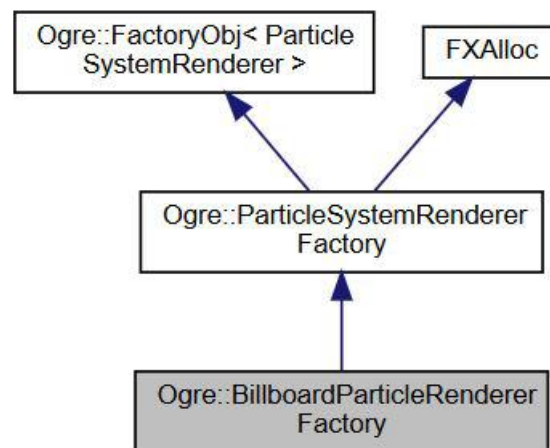 Ogre::FactoryObj< Particle
SystemRenderer >
FXAlloc
Ogre::ParticleSystemRenderer
Factory
Ogre::BillboardParticleRenderer
Factory